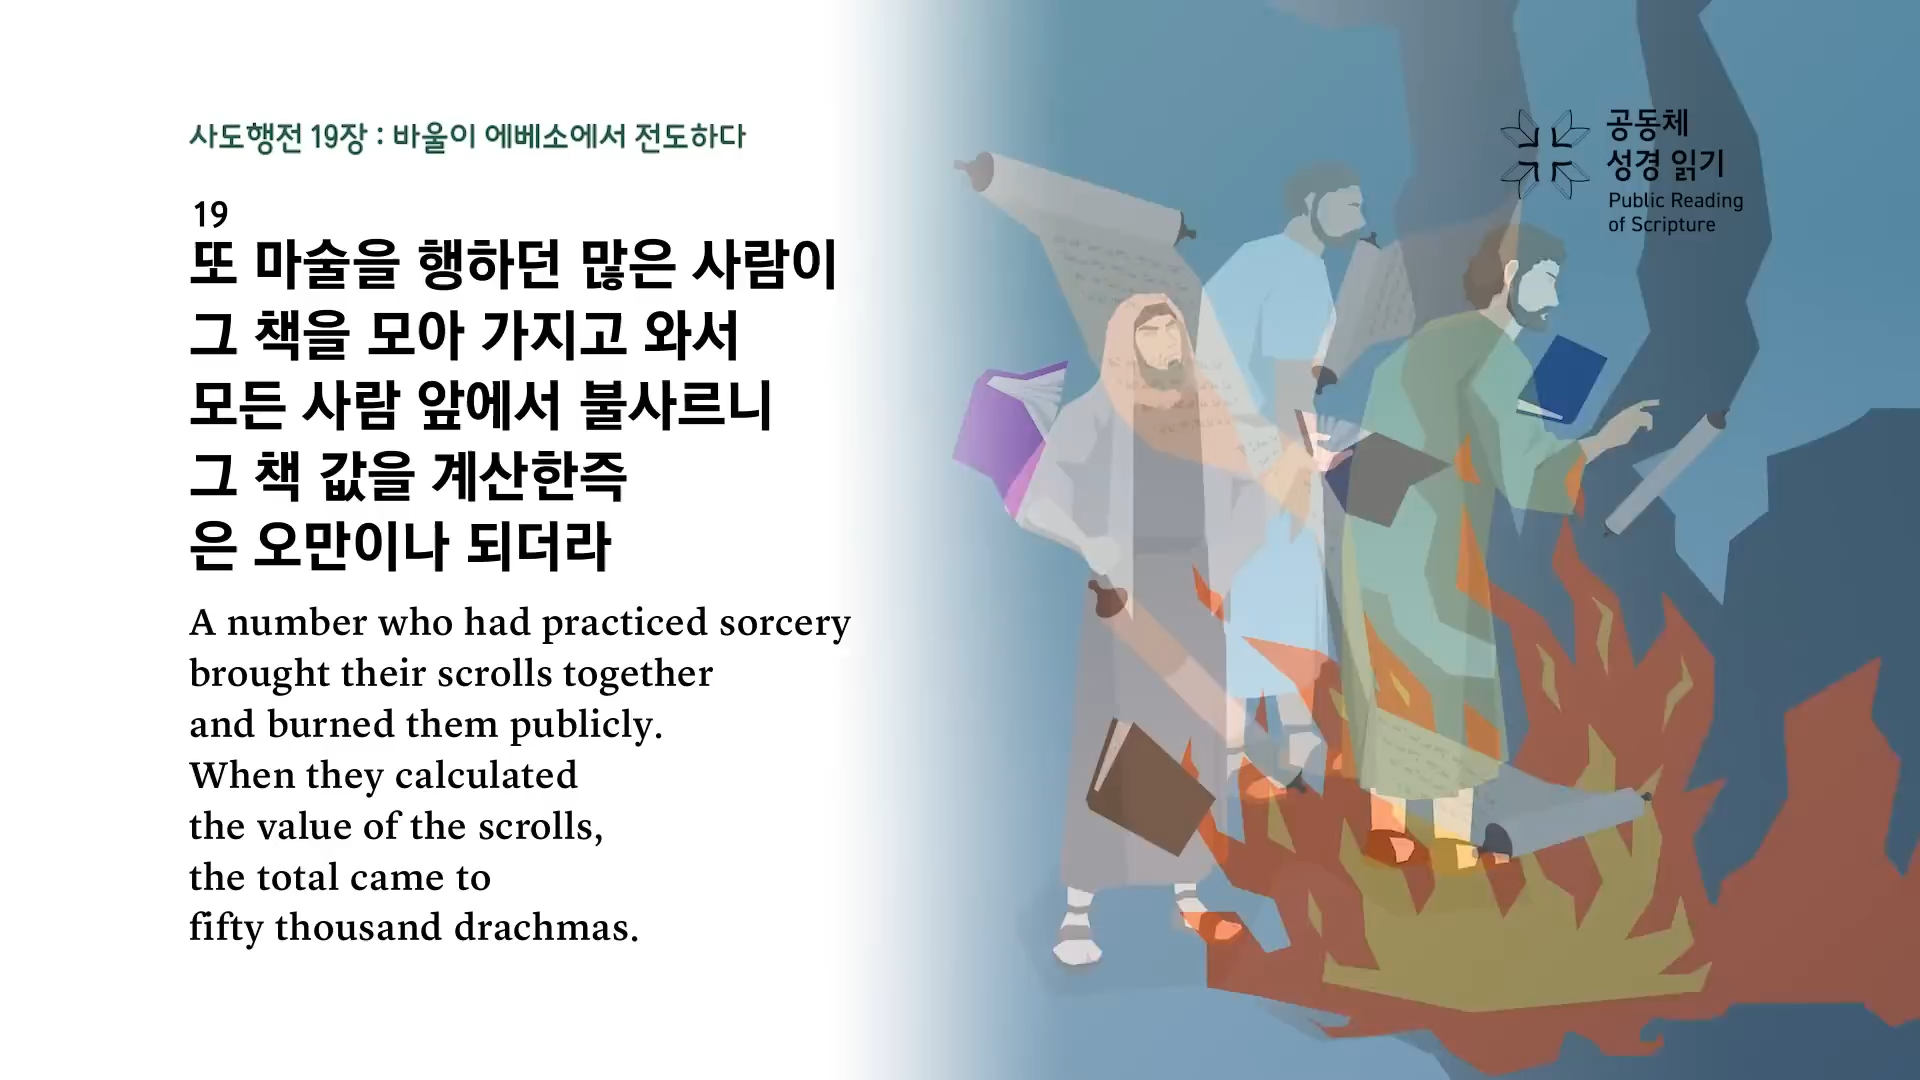 사도행전 19장 : 바울이 에베소에서 전도하다
19
또 마술을 행하던 많은 사람이
그 책을 모아 가지고 와서
모든 사람 앞에서 불사르니
그 책 값을 계산한즉
은 오만이나 되더라
A number who had practiced sorcery
brought their scrolls together
and burned them publicly.
When they calculated
the value of the scrolls,
the total came to
fifty thousand drachmas.
공동체
성경 읽기
Public Reading
of Scripture